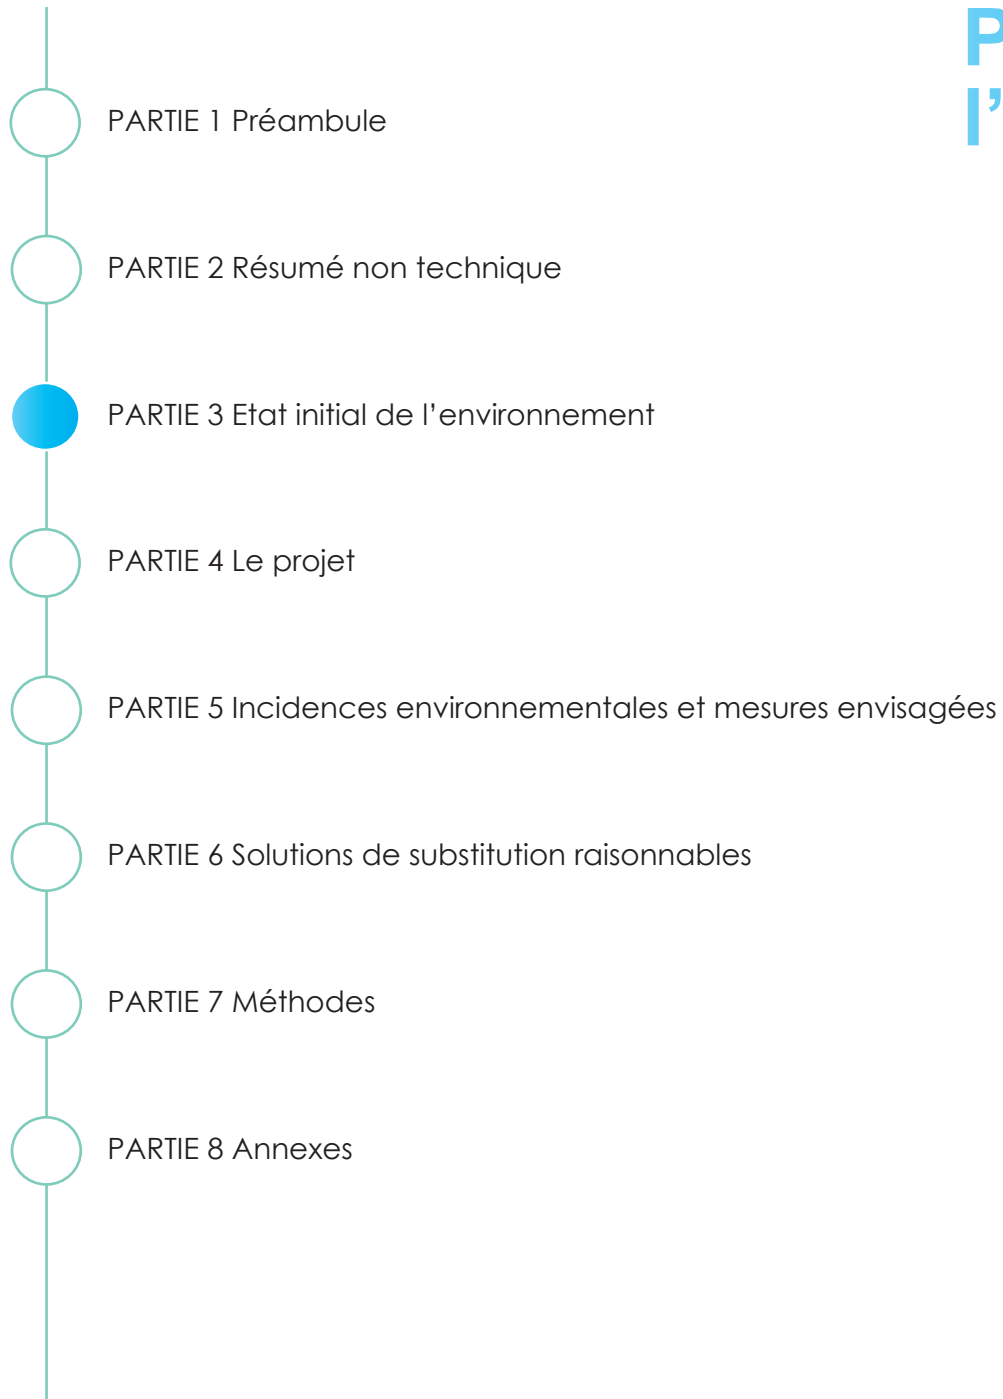 PARTIE 1 Préambule
PARTIE 2 Résumé non technique
PARTIE 3 Etat initial de l’environnement
PARTIE 4 Le projet
PARTIE 5 Incidences environnementales et mesures envisagées
PARTIE 6 Solutions de substitution raisonnables
PARTIE 7 Méthodes
PARTIE 8 Annexes